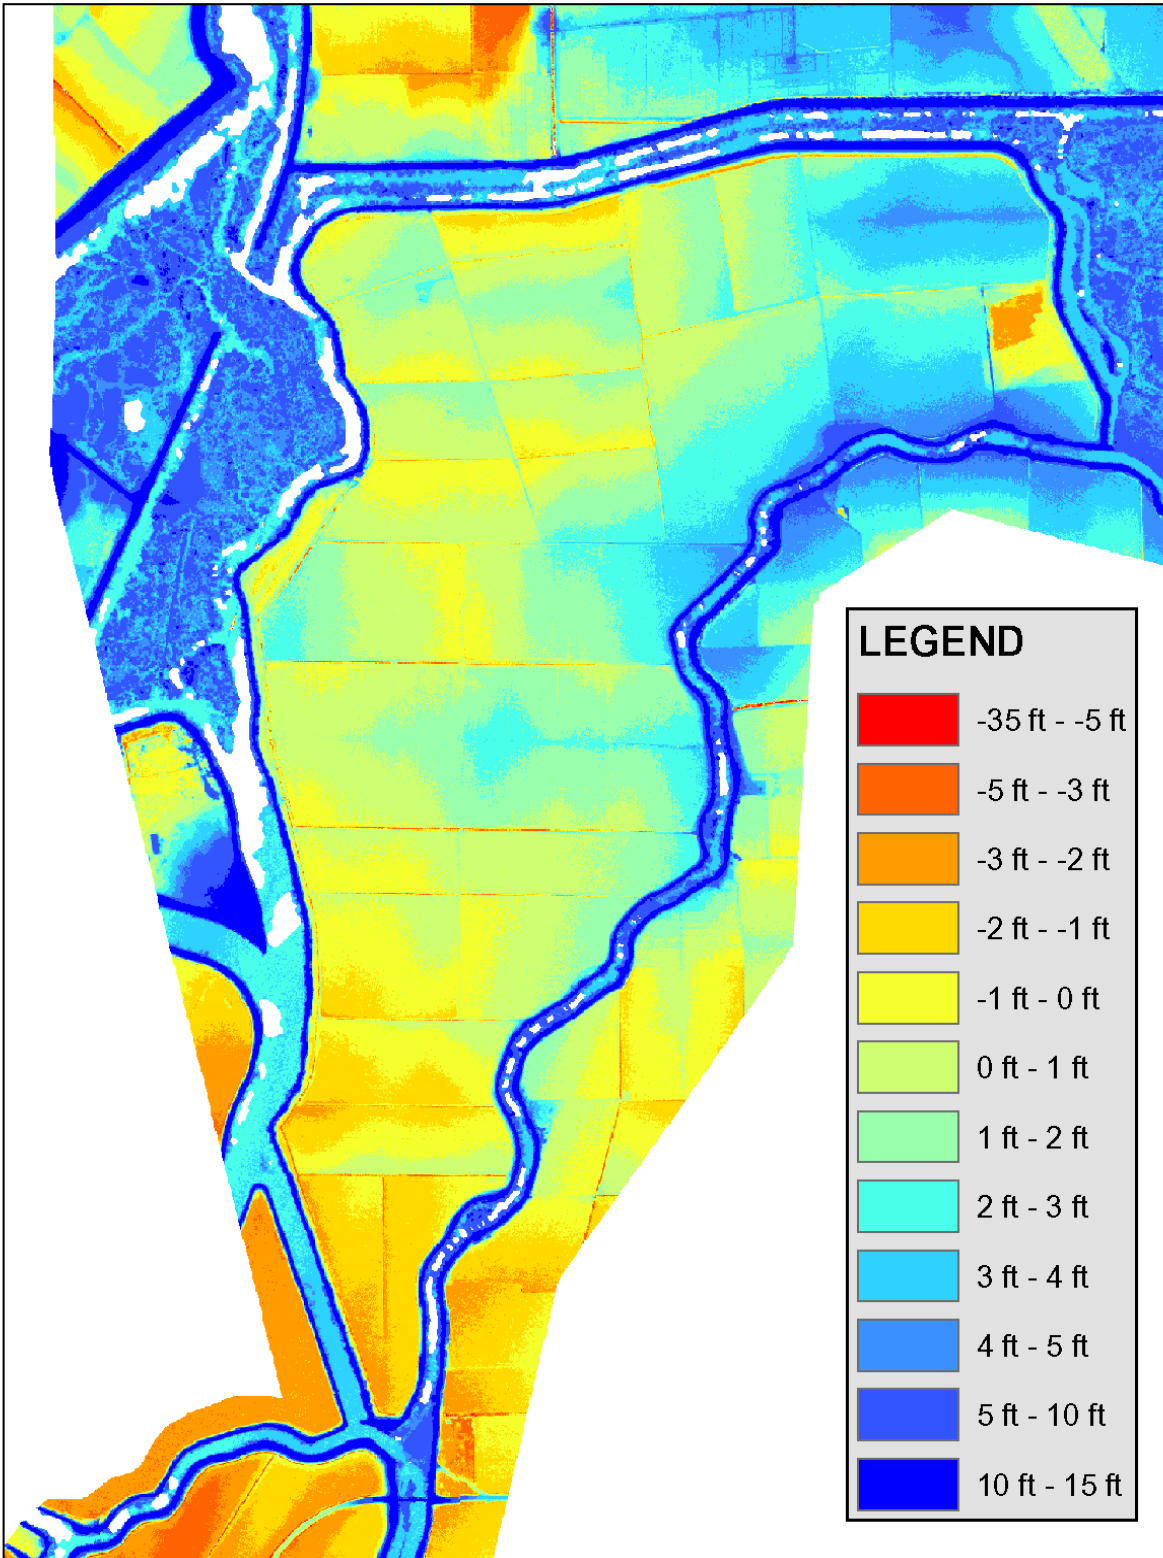 LEGEND
-35 ft - -5 ft
-5 ft - -3 ft
-3 ft - -2 ft
-2 ft - -1 ft
-1 ft - 0 ft
0 ft - 1 ft
1 ft - 2 ft
2 ft - 3 ft
3 ft - 4 ft
4 ft - 5 ft
5 ft - 10 ft
10 ft - 15 ft